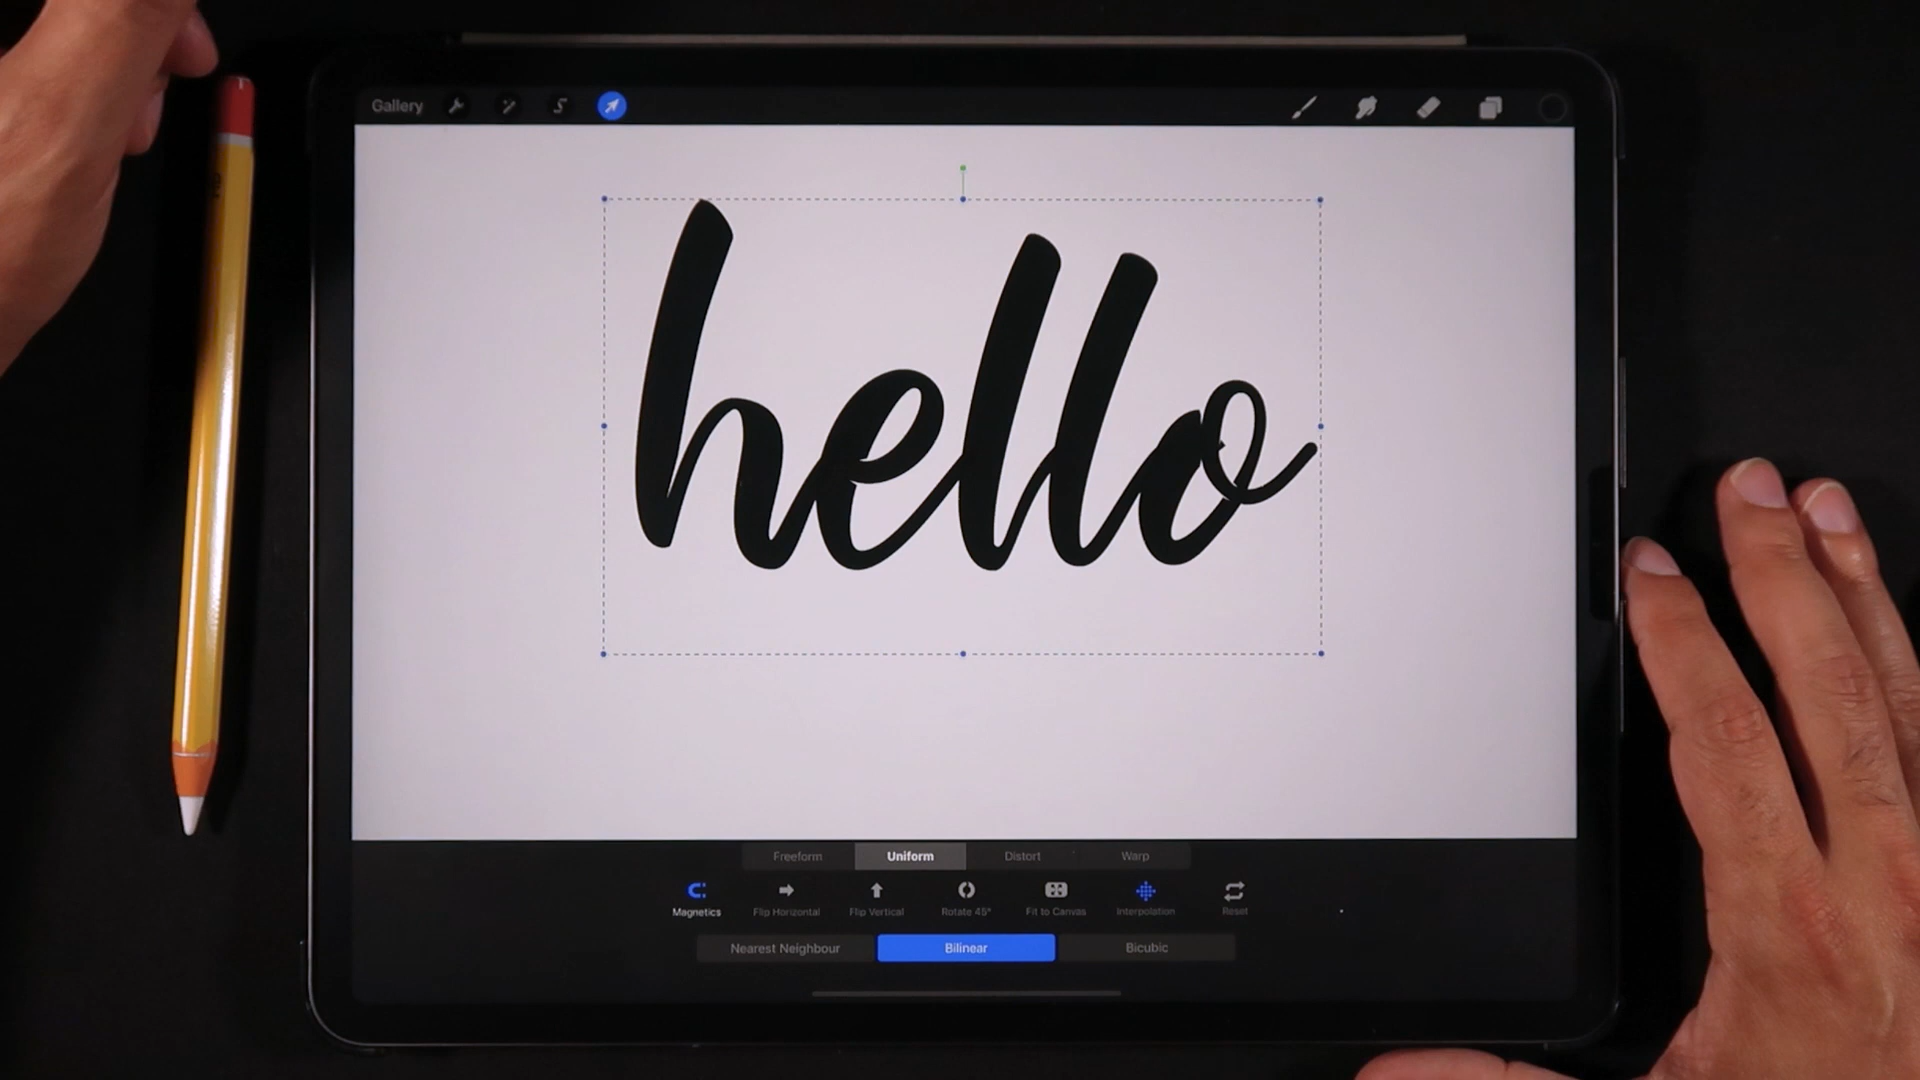 Gallery
hello
Freeform Uniform Distort Warp
Magnetics Flip Horizontal Flip Vertical Rotate 45° Fit to Canvas Interpolation Reset
Nearest Neighbour Bilinear Bicubic